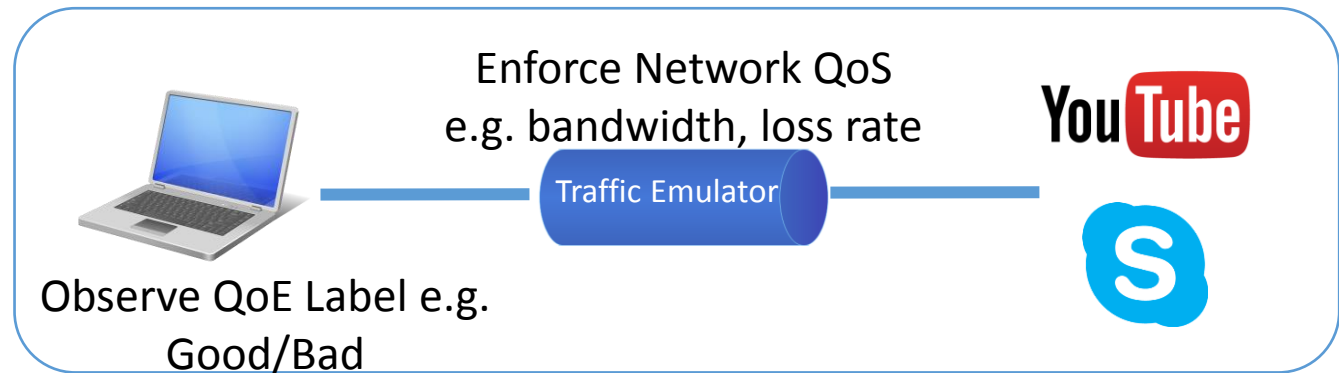 Enforce Network QoS
e.g. bandwidth, loss rate
YouTube
Traffic Emulator
S
Observe QoE Label e.g.
Good/Bad